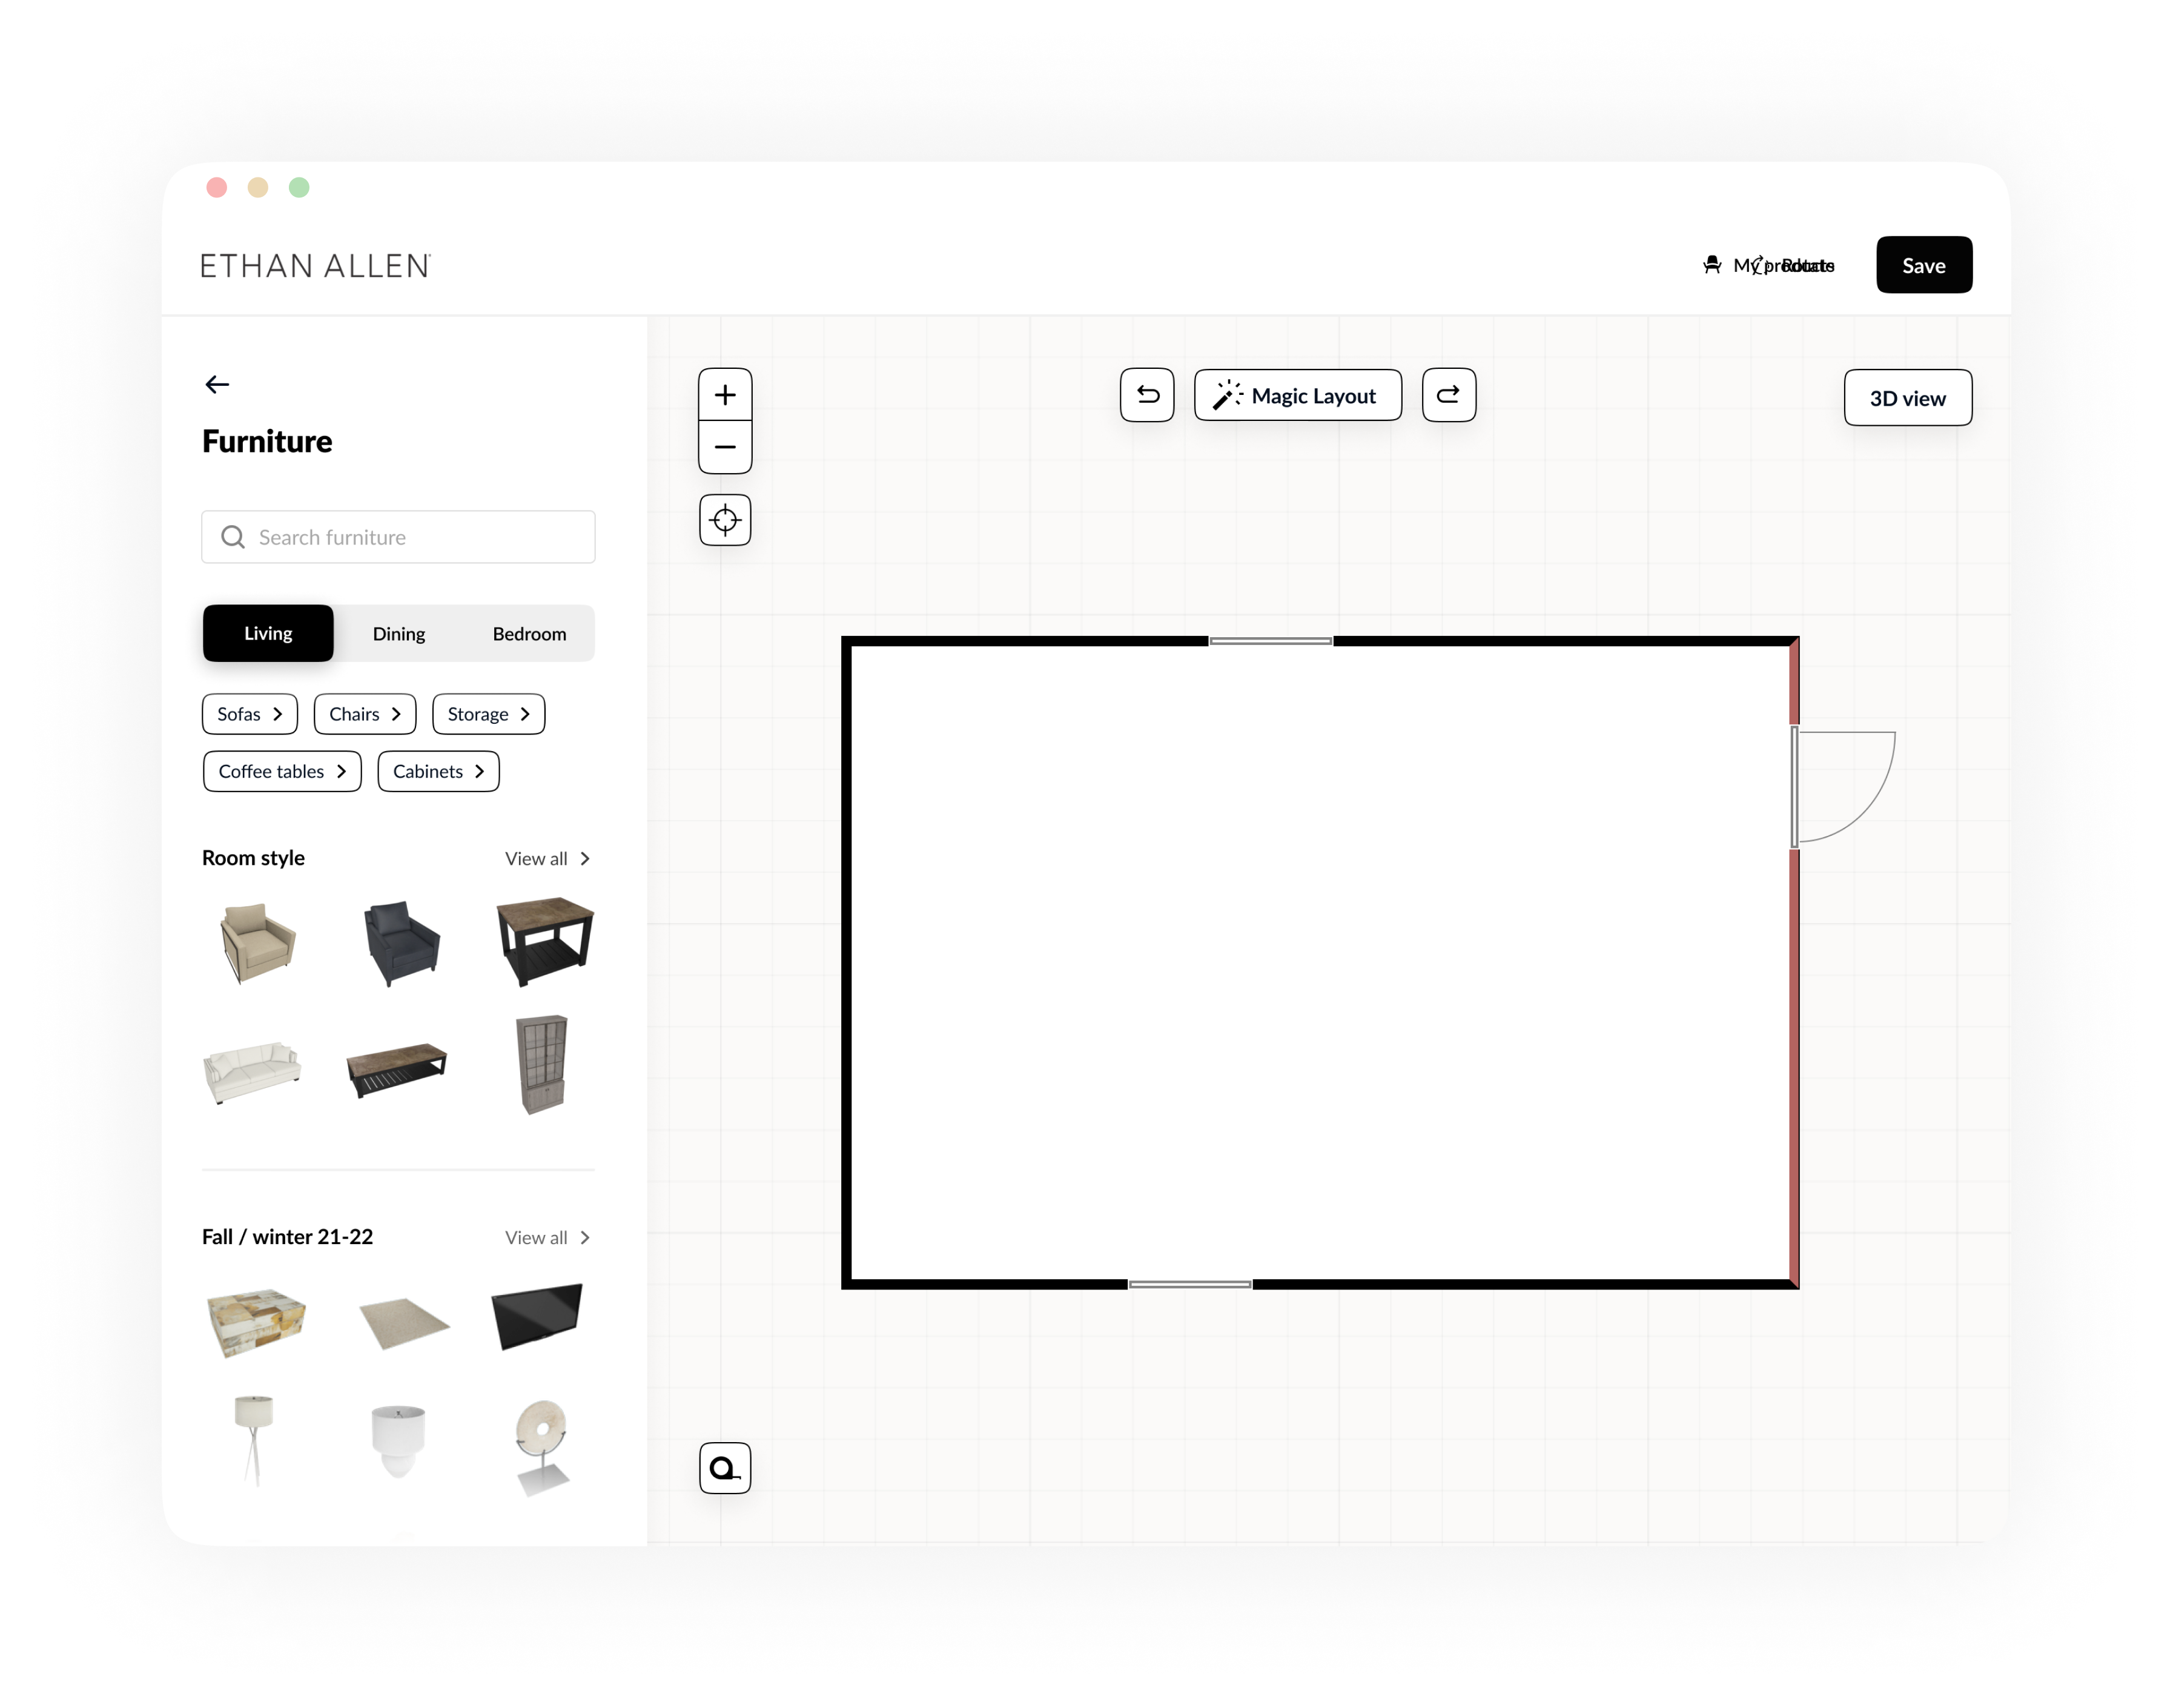 ETHAN ALLEN
My products
Rotate
Save
Magic Layout
3D view
Furniture
Search furniture
Living Dining Bedroom
Sofas Chairs Storage
Coffee tables Cabinets
Room style View all
Fall / winter 21-22 View all